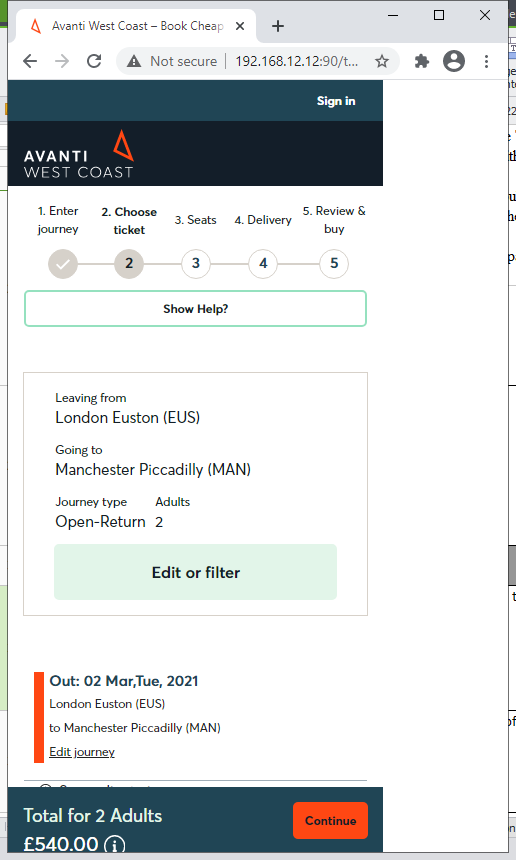 Avanti West Coast – Book Cheap
Not secure | 192.168.12.12:90/t...
Sign in
AVANTI
WEST COAST
1. Enter journey
2. Choose ticket
3. Seats
4. Delivery
5. Review & buy
2
3
4
5
Show Help?
Leaving from
London Euston (EUS)
Going to
Manchester Piccadilly (MAN)
Journey type Adults
Open-Return 2
Edit or filter
Out: 02 Mar,Tue, 2021
London Euston (EUS)
to Manchester Piccadilly (MAN)
Edit journey
Total for 2 Adults
Continue
£540.00